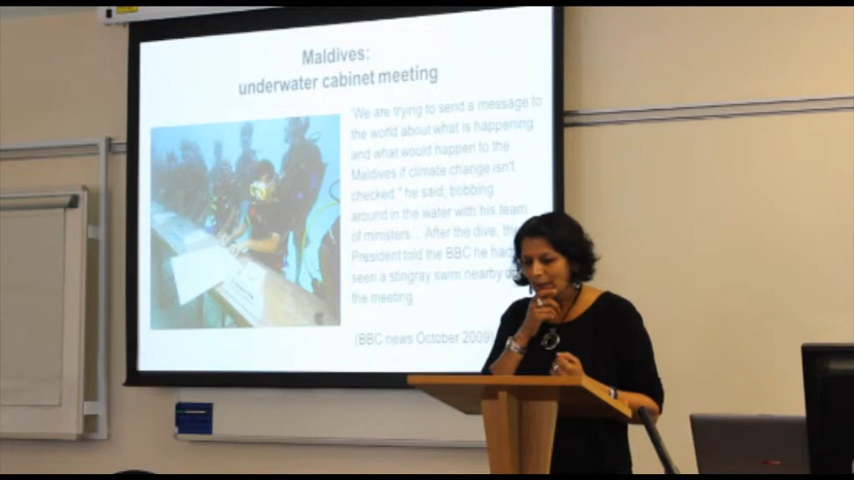 Maldives:
underwater cabinet meeting
"We are trying to send a message to
the world about what is happening
and what would happen to the
Maldives if climate change isn't
checked," he said, bobbing
around in the water with his team
of ministers... After the dive, the
President told the BBC he had
seen a stingray swim nearby
the meeting
(BBC news October 2009)